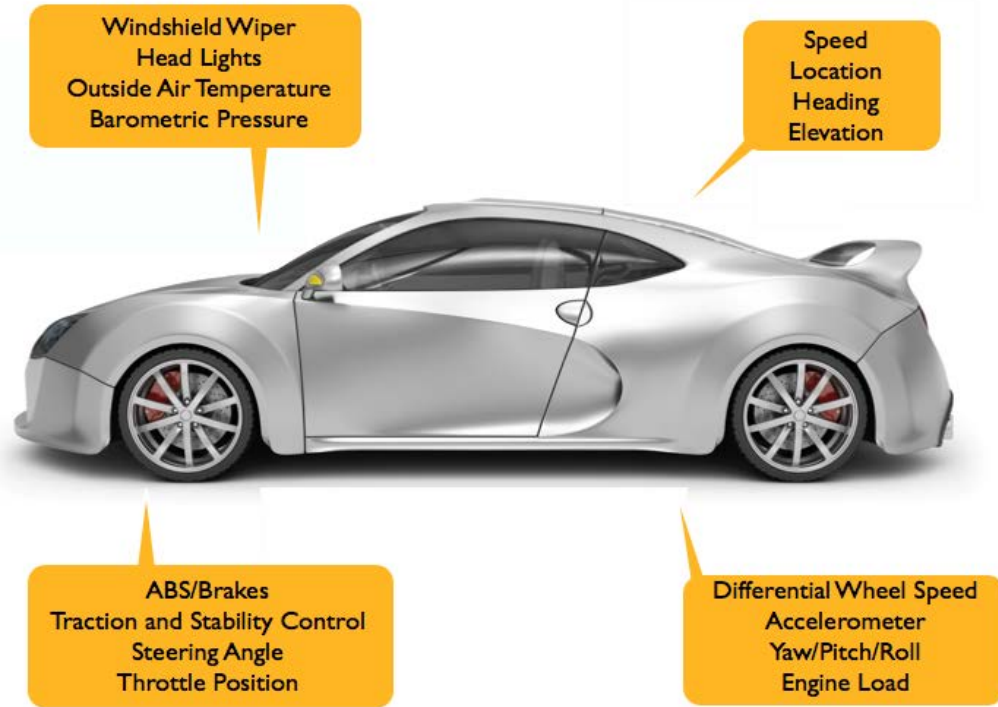 Windshield Wiper
Head Lights
Outside Air Temperature
Barometric Pressure
Speed
Location
Heading
Elevation
ABS/Brakes
Traction and Stability Control
Steering Angle
Throttle Position
Differential Wheel Speed
Accelerometer
Yaw/Pitch/Roll
Engine Load